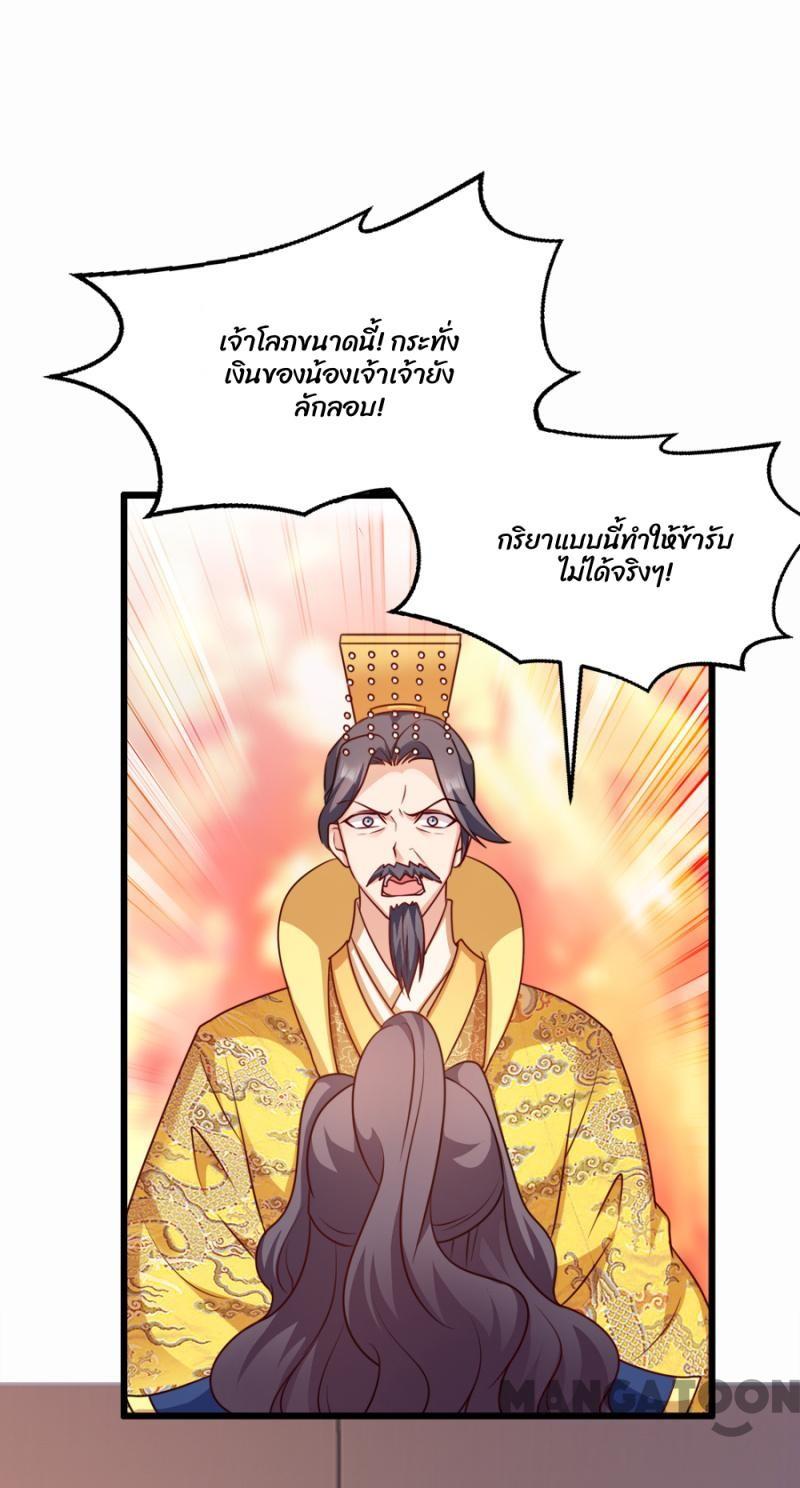 เจ้าโลภขนาดนี้! กระทั่ง
เงินของน้องเจ้าเจ้ายัง
ลักลอบ!
กริยาแบบนี้ทำให้ข้ารับ
ไม่ได้จริงๆ!
MANGATOON